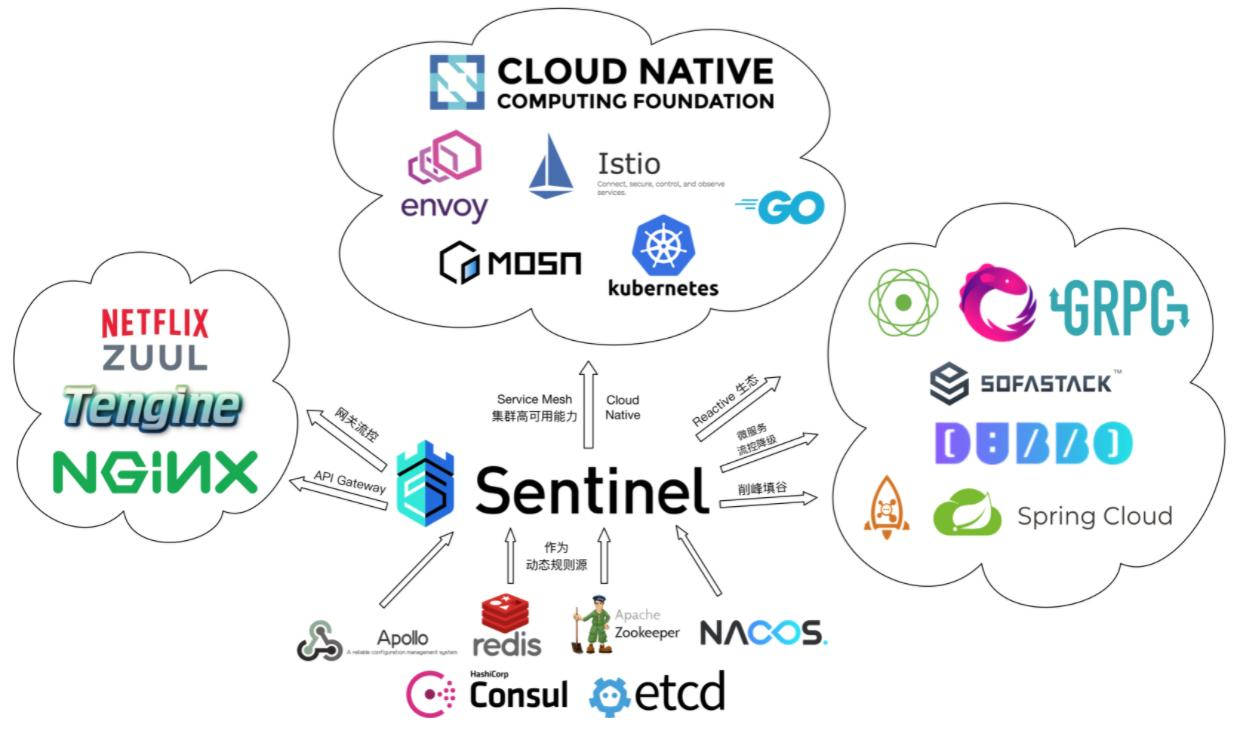 CLOUD NATIVE
COMPUTING FOUNDATION
envoy
Istio
Connect, secure, control, and observe
services.
GO
MOSN
kubernetes
NETFLIX
ZUUL
Tengine
NGINX
GRPC
SOFASTACK™
DUBBO
Spring Cloud
Service Mesh
集群高可用能力
Cloud
Native
Reactive 生态
微服务
流控降级
削峰填谷
网关流控
API Gateway
Sentinel
作为
动态规则源
Apollo
A reliable configuration management system
redis
Apache
Zookeeper
NACOS.
HashiCorp
Consul
etcd